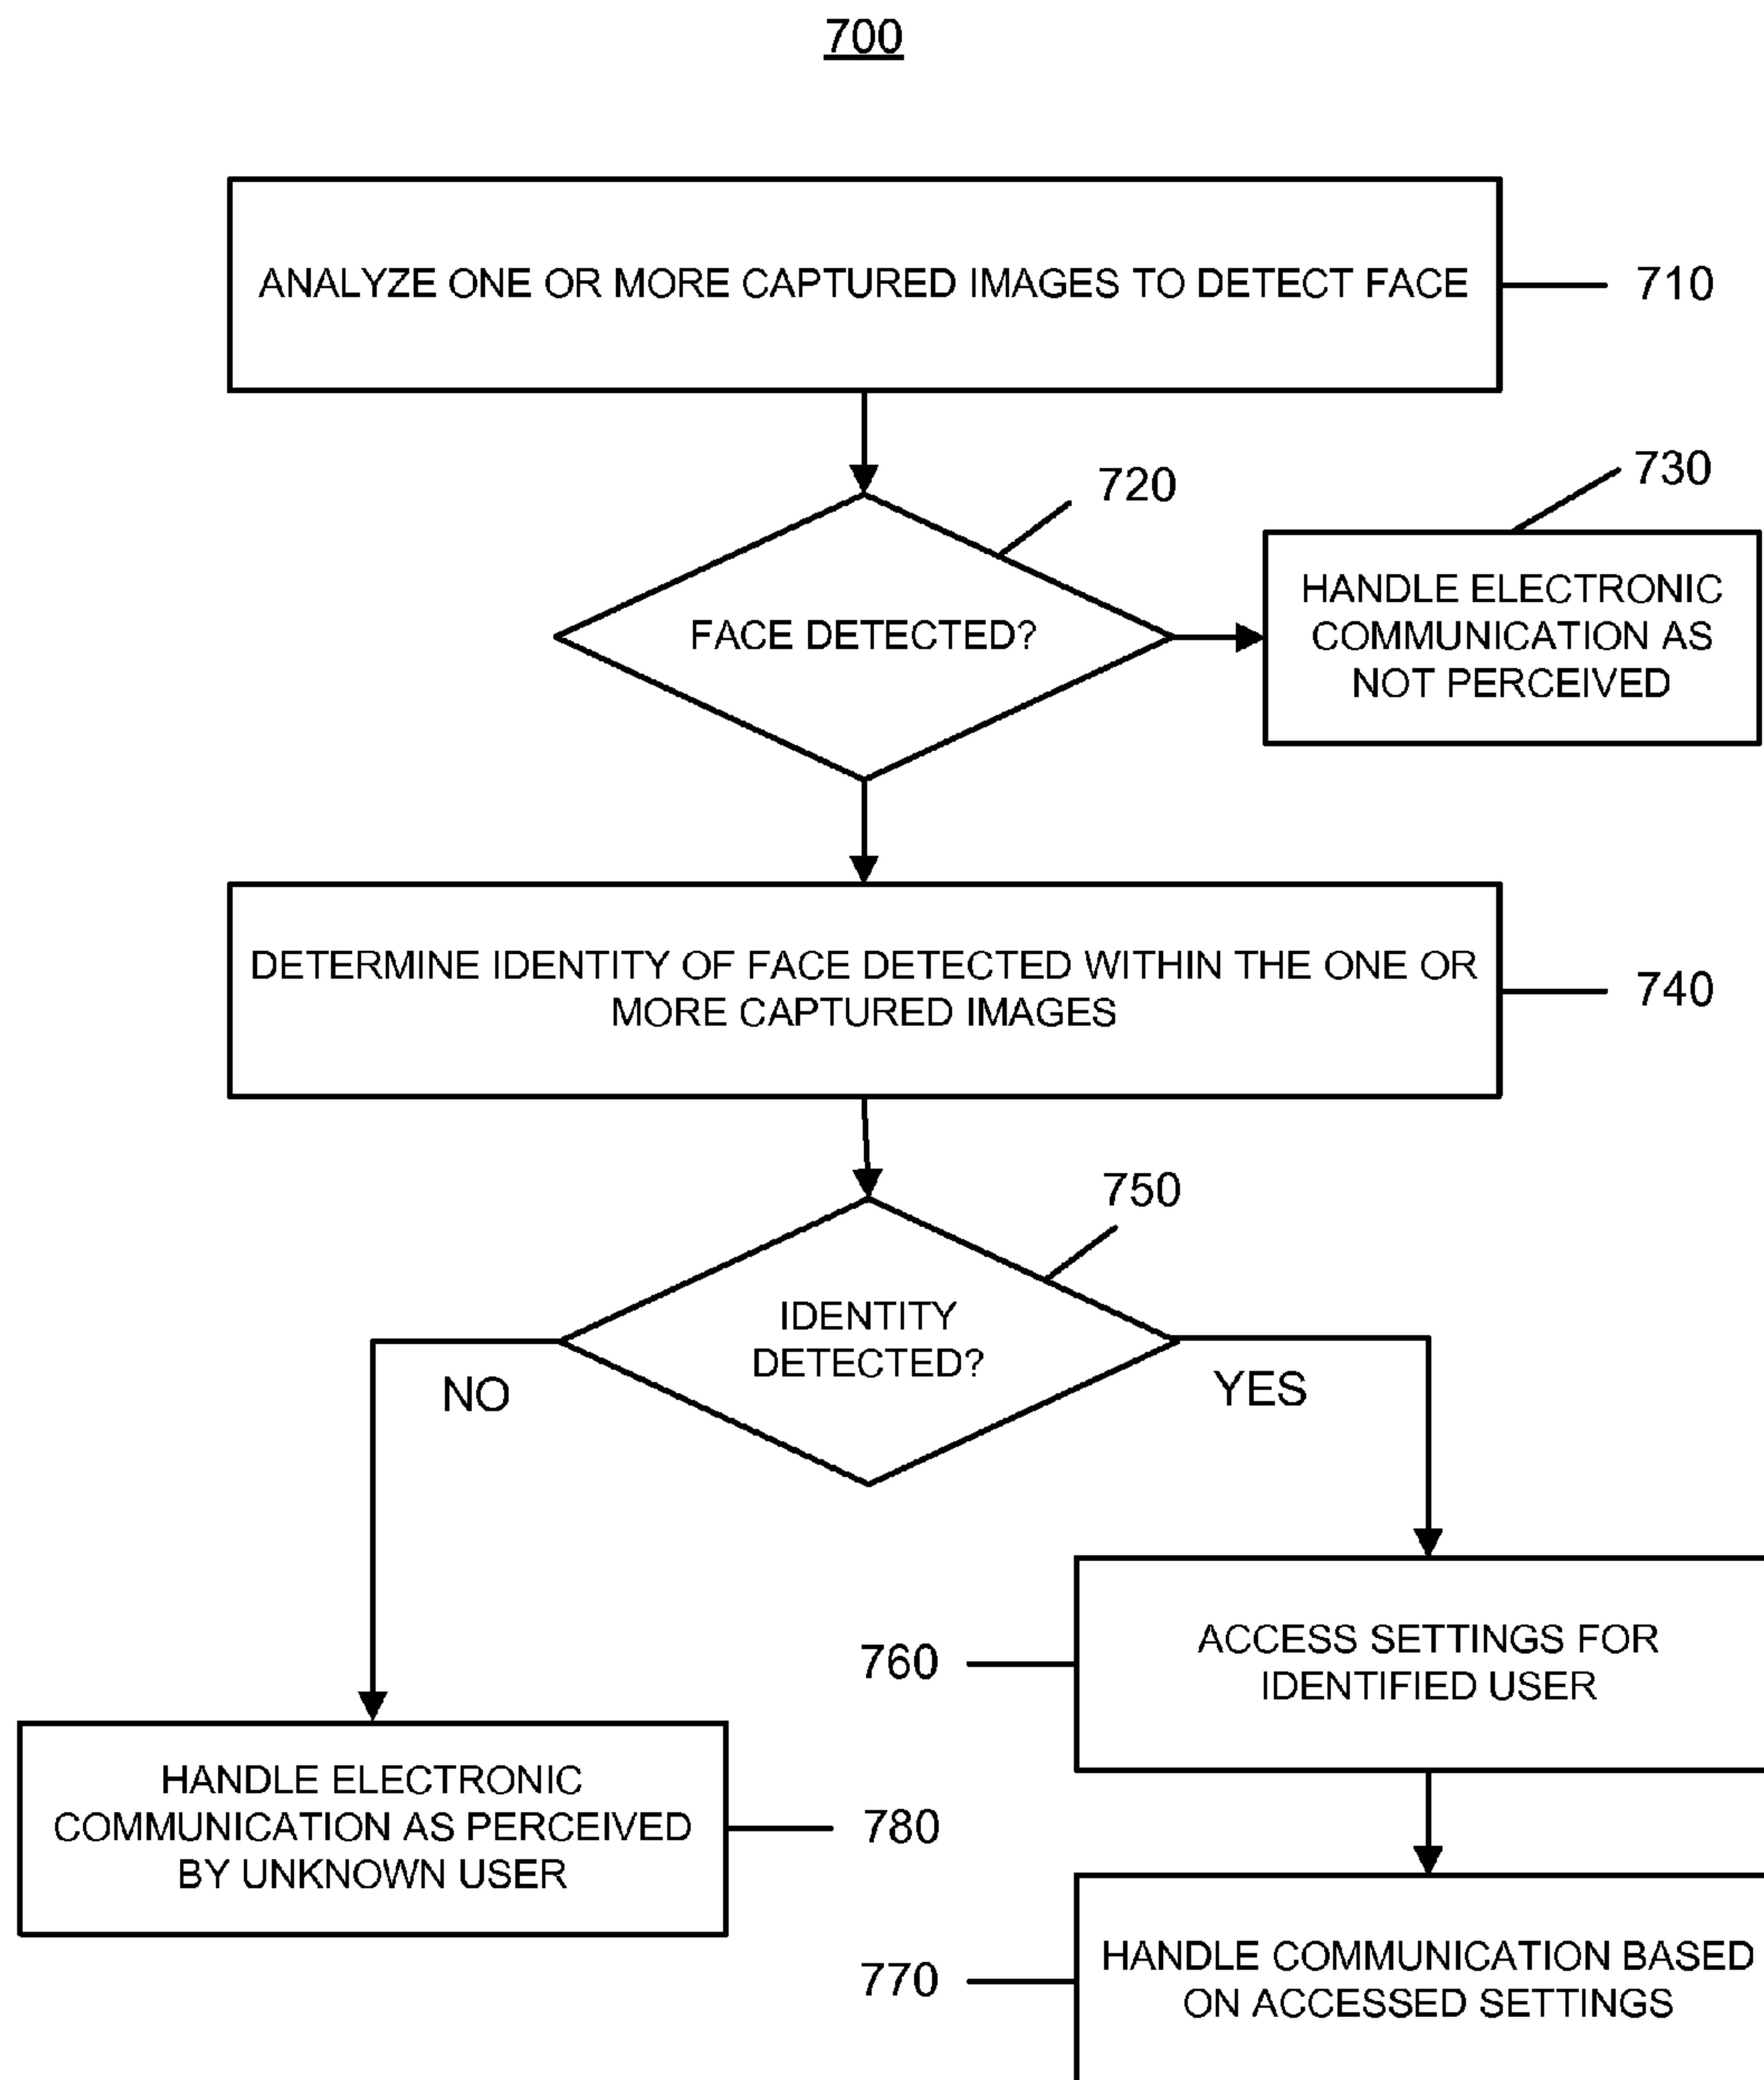 700
ANALYZE ONE OR MORE CAPTURED IMAGES TO DETECT FACE
710
720
FACE DETECTED?
730
HANDLE ELECTRONIC
COMMUNICATION AS
NOT PERCEIVED
DETERMINE IDENTITY OF FACE DETECTED WITHIN THE ONE OR
MORE CAPTURED IMAGES
740
750
IDENTITY
DETECTED?
NO
YES
760
ACCESS SETTINGS FOR
IDENTIFIED USER
HANDLE ELECTRONIC
COMMUNICATION AS PERCEIVED
BY UNKNOWN USER
780
770
HANDLE COMMUNICATION BASED
ON ACCESSED SETTINGS